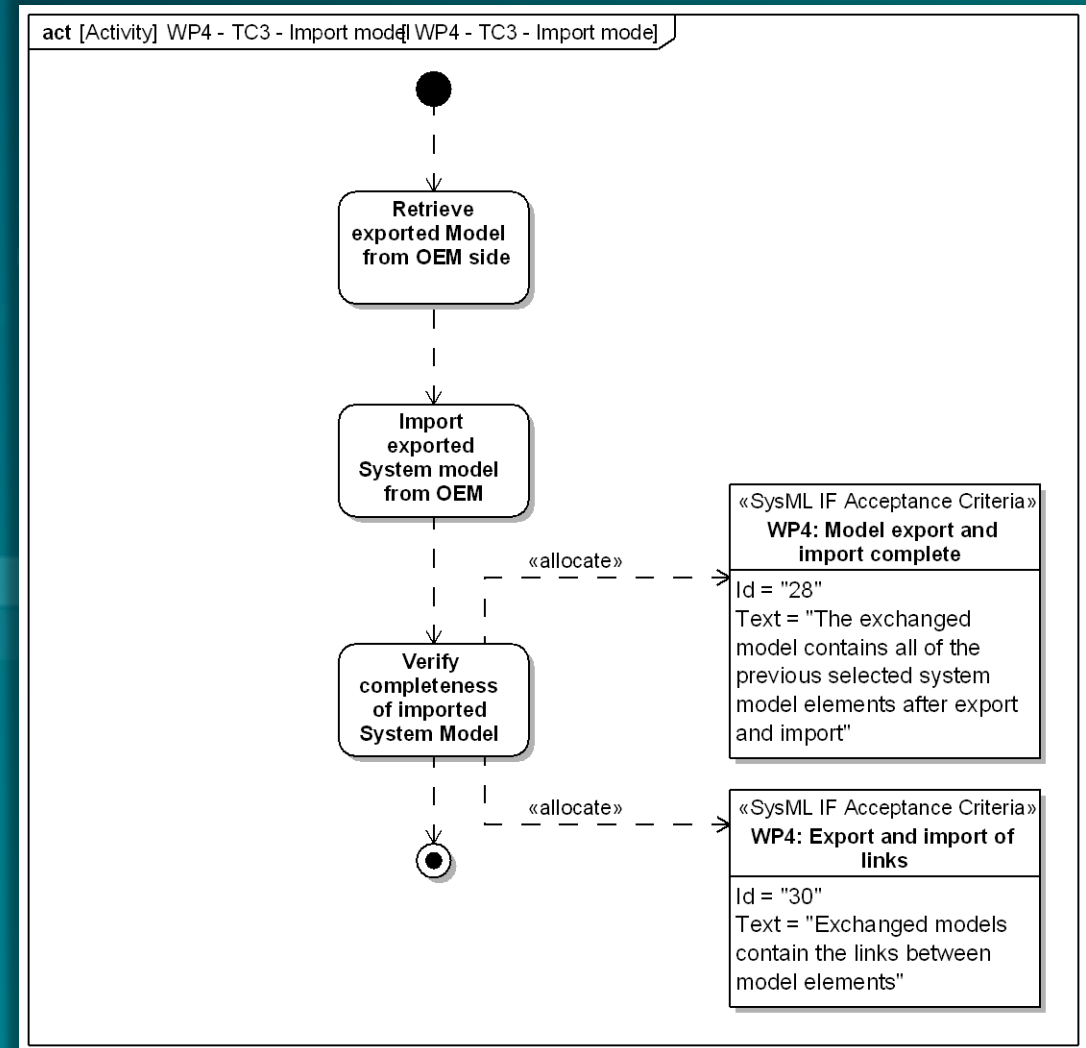 act [Activity] WP4 - TC3 - Import model[ WP4 - TC3 - Import mode]
Retrieve
exported Model
from OEM side
Import
exported
System model
from OEM
Verify
completeness
of imported
System Model
«allocate»
«SysML IF Acceptance Criteria»
WP4: Model export and
import complete
Id = "28"
Text = "The exchanged
model contains all of the
previous selected system
model elements after export
and import"
«allocate»
«SysML IF Acceptance Criteria»
WP4: Export and import of
links
Id = "30"
Text = "Exchanged models
contain the links between
model elements"